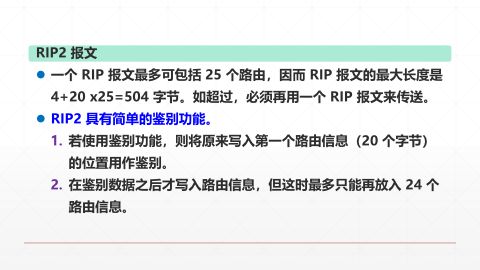 RIP2 报文
一个 RIP 报文最多可包括 25 个路由，因而 RIP 报文的最大长度是
4+20 x25=504 字节。如超过，必须再用一个 RIP 报文来传送。
RIP2 具有简单的鉴别功能。
1. 若使用鉴别功能，则将原来写入第一个路由信息（20 个字节）
的位置用作鉴别。
2. 在鉴别数据之后才写入路由信息，但这时最多只能再放入 24 个
路由信息。